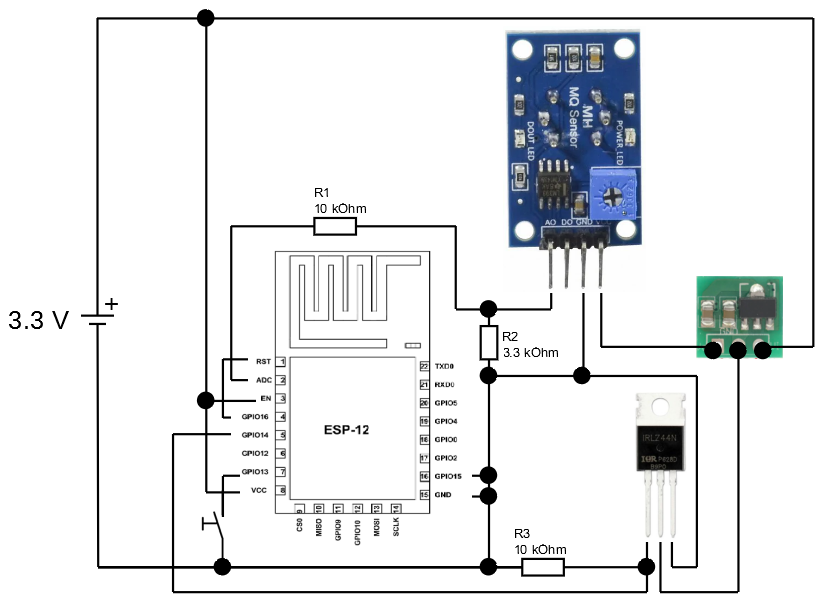 MH
MQ Sensor
DOUT LED
POWER LED
AO DO GND
R1
10 kOhm
+
3.3 V
R2
3.3 kOhm
RST 1
ADC 2
EN 3
GPIO16 4
GPIO14 5
GPIO12 6
GPIO13 7
VCC 8
ESP-12
22 TXD0
21 RXD0
20 GPIO5
19 GPIO4
18 GPIO0
17 GPIO2
16 GPIO15
15 GND
9 10 11 12 13 14
CS0 MISO GPIO9 GPIO10 MOSI SCLK
IRLZ44N
R3
10 kOhm